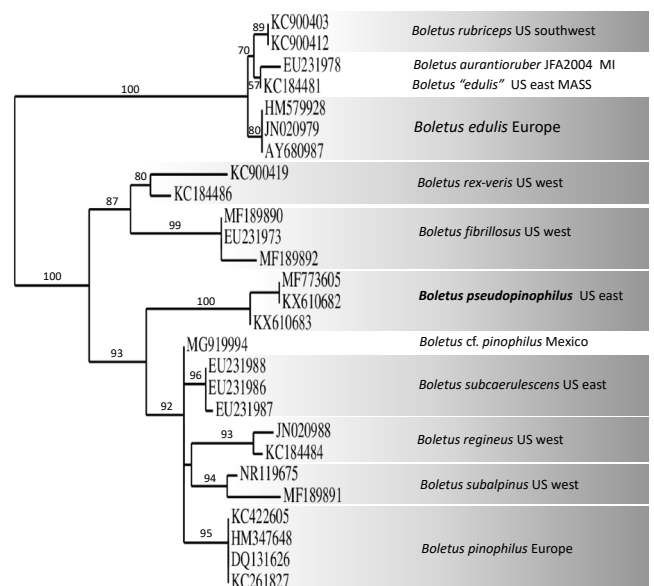 89 KC900403
KC900412 Boletus rubriceps US southwest
70
EU231978 Boletus aurantioruber JFA2004 MI
57 KC184481 Boletus “edulis” US east MASS
100
HM579928
80 JN020979 Boletus edulis Europe
AY680987
80 KC900419
KC184486 Boletus rex-veris US west
87
MF189890
99 EU231973 Boletus fibrillosus US west
MF189892
100
MF773605
100 KX610682 Boletus pseudopinophilus US east
KX610683
93
MG919994 Boletus cf. pinophilus Mexico
EU231988
96 EU231986 Boletus subcaerulescens US east
EU231987
92
93 JN020988
KC184484 Boletus regineus US west
NR119675
94 MF189891 Boletus subalpinus US west
KC422605
95 HM347648
DQ131626 Boletus pinophilus Europe
KC261827